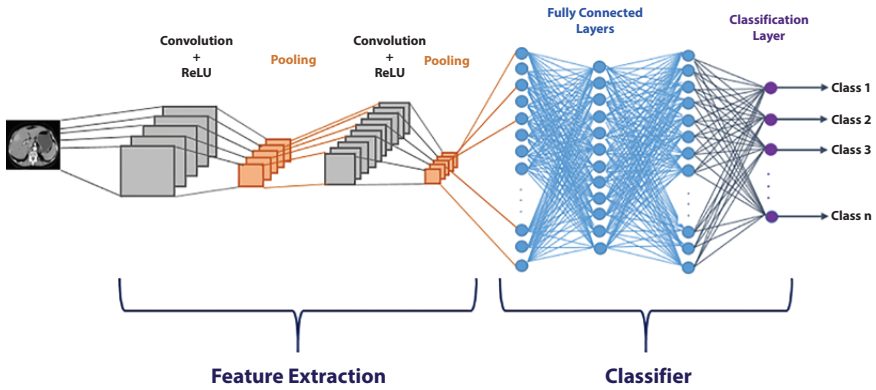 Convolution
+
ReLU
Pooling
Convolution
+
ReLU
Pooling
Fully Connected
Layers
Classification
Layer
Class 1
Class 2
Class 3
Class n
Feature Extraction
Classifier